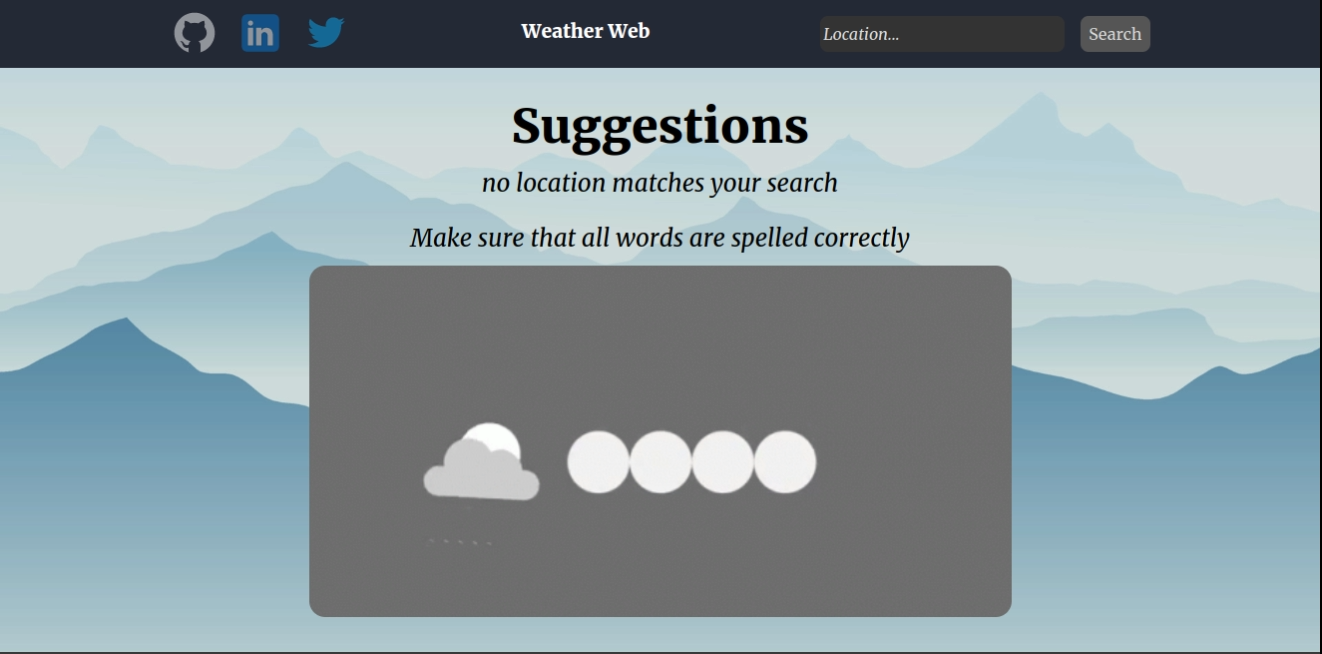 Weather Web
Location...
Search
Suggestions
no location matches your search
Make sure that all words are spelled correctly